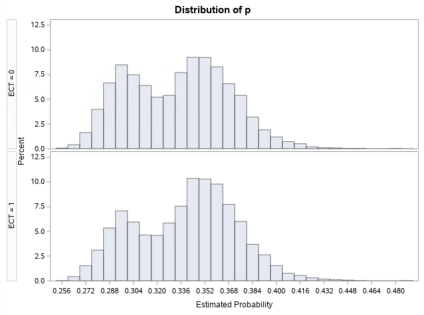 Distribution of p
12.5
10.0
7.5
5.0
2.5
0.0
ECT = 0
Percent
12.5
10.0
7.5
5.0
2.5
0.0
ECT = 1
0.256 0.272 0.288 0.304 0.320 0.336 0.352 0.368 0.384 0.400 0.416 0.432 0.448 0.464 0.480
Estimated Probability